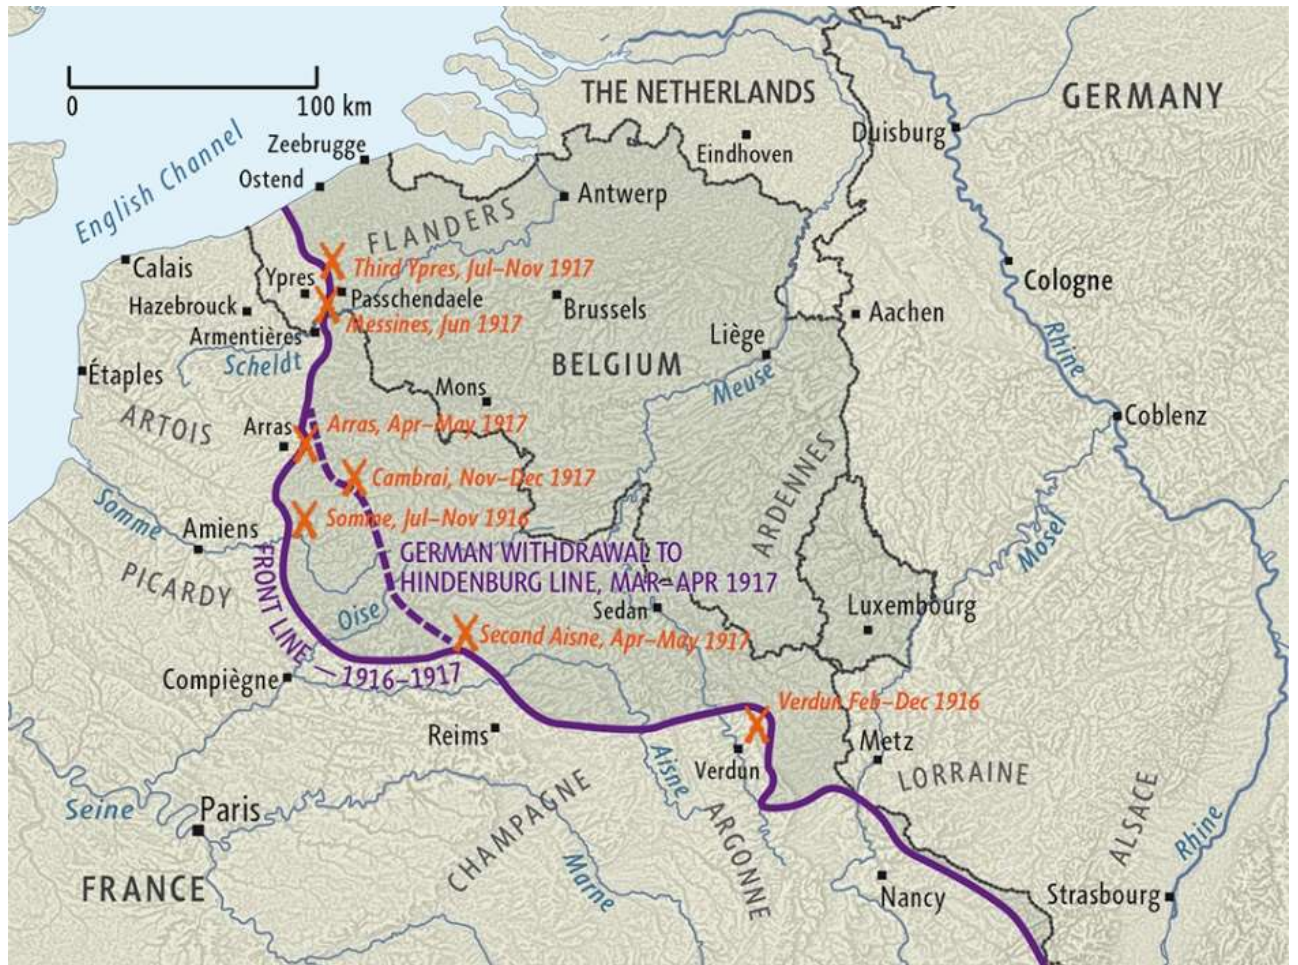 0
100 km
THE NETHERLANDS
GERMANY
Zeebrugge
Duisburg
Eindhoven
Ostend
English Channel
Antwerp
FLANDERS
Calais
Ypres
Third Ypres, Jul–Nov 1917
Cologne
Hazebrouck
Passchendaele
Brussels
Aachen
Armentières
Messines, Jun 1917
Liège
Rhine
Scheldt
BELGIUM
Étaples
Meuse
Mons
ARTOIS
Arras
Arras, Apr–May 1917
Coblenz
Cambrai, Nov–Dec 1917
ARDENNES
Somme
Amiens
Somme, Jul–Nov 1916
Mosel
GERMAN WITHDRAWAL TO
HINDENBURG LINE, MAR–APR 1917
PICARDY
Oise
Sedan
Luxembourg
FRONT LINE — 1916–1917
Second Aisne, Apr–May 1917
Compiègne
Verdun Feb–Dec 1916
Reims
Metz
Verdun
Aisne
LORRAINE
Seine
Paris
CHAMPAGNE
ARGONNE
ALSACE
Rhine
Marne
FRANCE
Nancy
Strasbourg